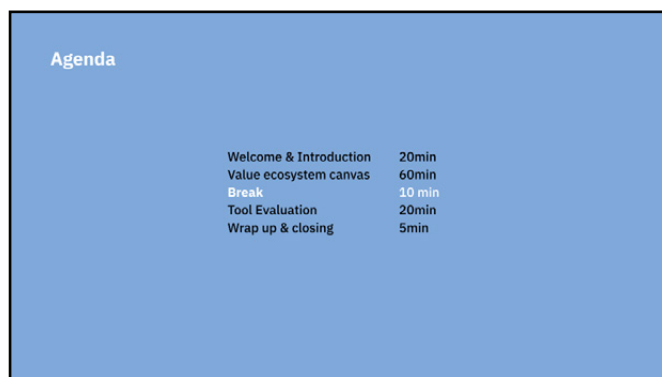 Agenda
Welcome & Introduction 20min
Value ecosystem canvas 60min
Break 10 min
Tool Evaluation 20min
Wrap up & closing 5min